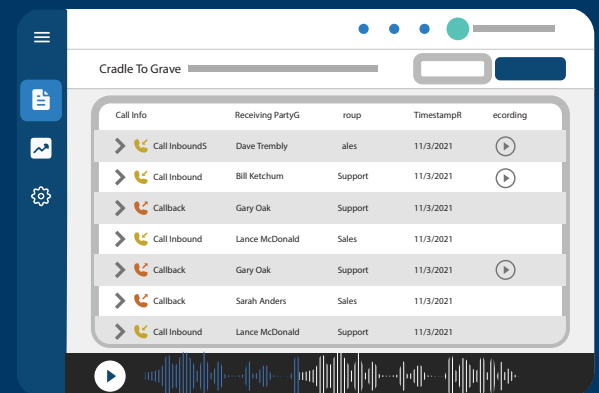 Cradle To Grave
Call Info Receiving PartyG roup TimestampR ecording
Call InboundS Dave Trembly ales 11/3/2021
Call Inbound Bill Ketchum Support 11/3/2021
Callback Gary Oak Support 11/3/2021
Call Inbound Lance McDonald Sales 11/3/2021
Callback Gary Oak Support 11/3/2021
Callback Sarah Anders Sales 11/3/2021
Call Inbound Lance McDonald Support 11/3/2021